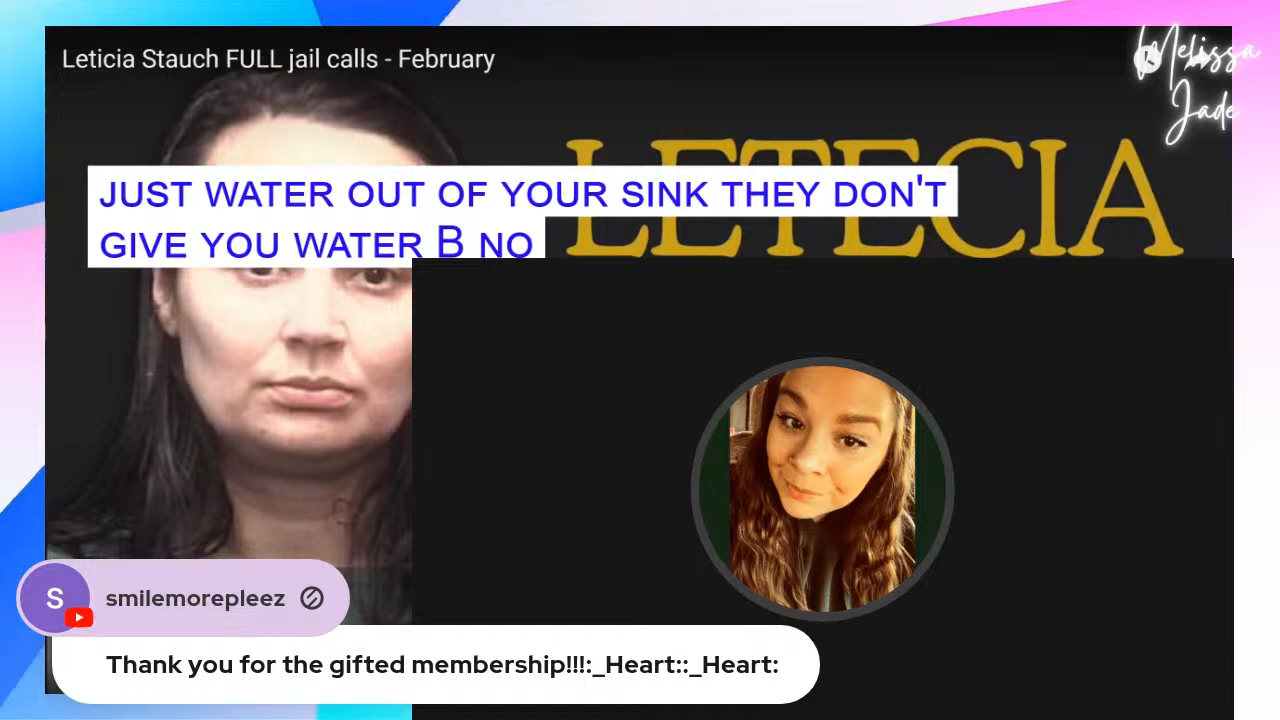 Leticia Stauch FULL jail calls - February
Melissa
Jade
LETECIA
JUST WATER OUT OF YOUR SINK THEY DON'T
GIVE YOU WATER B NO
S
smilemorepleez
Thank you for the gifted membership!!!:_Heart::_Heart: